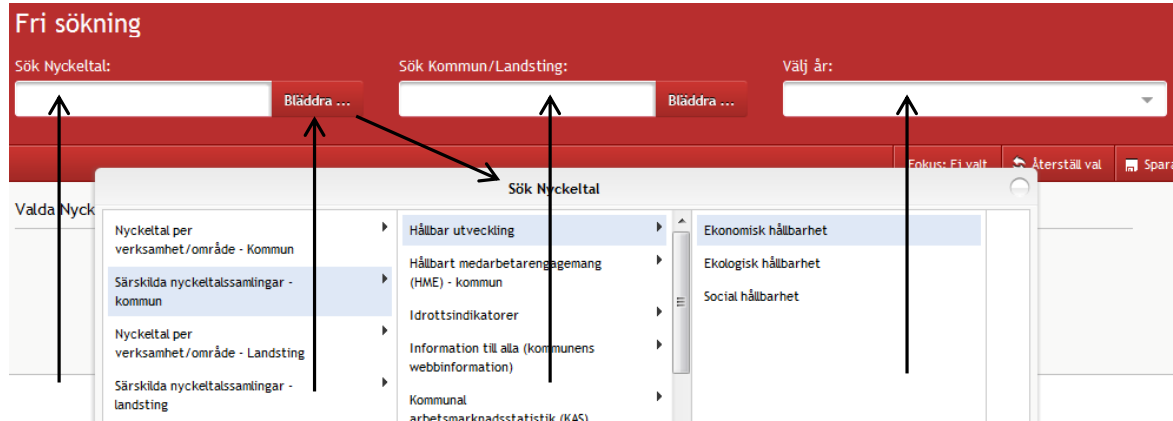 Fri sökning
Sök Nyckeltal:
Sök Kommun/Landsting:
Välj år:
Bläddra ...
Bläddra ...
Fokus: Ej valt
Återställ val
Spara
Sök Nyckeltal
Valda Nyck
Nyckeltal per
verksamhet/område - Kommun
Särskilda nyckeltalssamlingar -
kommun
Nyckeltal per
verksamhet/område - Landsting
Särskilda nyckeltalssamlingar -
landsting
Hållbar utveckling
Hållbart medarbetarengagemang
(HME) - kommun
Idrottsindikatorer
Information till alla (kommunens
webbinformation)
Kommunal
arbetsmarknadsstatistik (KAS)
Ekonomisk hållbarhet
Ekologisk hållbarhet
Social hållbarhet